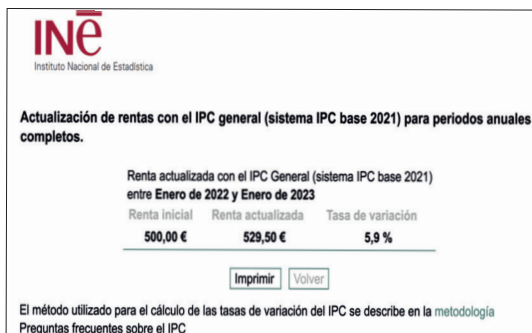 INē
Instituto Nacional de Estadística
Actualización de rentas con el IPC general (sistema IPC base 2021) para periodos anuales
completos.
Renta actualizada con el IPC General (sistema IPC base 2021)
entre Enero de 2022 y Enero de 2023
Renta inicial Renta actualizada Tasa de variación
500,00 € 529,50 € 5,9 %
Imprimir Volver
El método utilizado para el cálculo de las tasas de variación del IPC se describe en la metodología
Preguntas frecuentes sobre el IPC